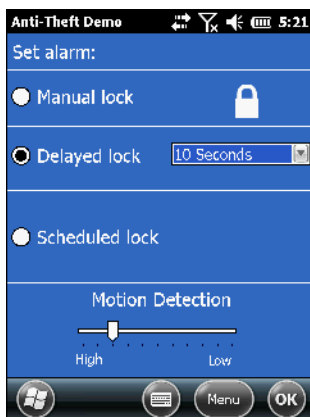 Anti-Theft Demo 5:21
Set alarm:
Manual lock
Delayed lock 10 Seconds
Scheduled lock
Motion Detection
High Low
Menu OK